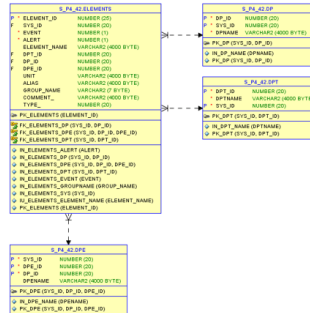 S_P4_42.ELEMENTS
P * ELEMENT_ID NUMBER (25)
F SYS_ID NUMBER (20)
* EVENT NUMBER (1)
* ALERT NUMBER (1)
ELEMENT_NAME VARCHAR2 (4000 BYTE)
F DPT_ID NUMBER (20)
F DP_ID NUMBER (20)
F DPE_ID NUMBER (20)
UNIT VARCHAR2 (4000 BYTE)
ALIAS VARCHAR2 (4000 BYTE)
GROUP_NAME VARCHAR2 (7 BYTE)
COMMENT_ VARCHAR2 (4000 BYTE)
TYPE_ NUMBER (20)
PK_ELEMENTS (ELEMENT_ID)
FK_ELEMENTS_DP (SYS_ID, DP_ID)
FK_ELEMENTS_DPE (SYS_ID, DP_ID, DPE_ID)
FK_ELEMENTS_DPT (SYS_ID, DPT_ID)
IN_ELEMENTS_ALERT (ALERT)
IN_ELEMENTS_DP (SYS_ID, DP_ID)
IN_ELEMENTS_DPE (SYS_ID, DP_ID, DPE_ID)
IN_ELEMENTS_DPT (SYS_ID, DPT_ID)
IN_ELEMENTS_EVENT (EVENT)
IN_ELEMENTS_GROUPNAME (GROUP_NAME)
IN_ELEMENTS_SYS (SYS_ID)
IU_ELEMENTS_ELEMENT_NAME (ELEMENT_NAME)
PK_ELEMENTS (ELEMENT_ID)
S_P4_42.DP
P * DP_ID NUMBER (20)
P * SYS_ID NUMBER (20)
* DPNAME VARCHAR2 (4000 BYTE)
PK_DP (SYS_ID, DP_ID)
IN_DP_NAME (DPNAME)
PK_DP (SYS_ID, DP_ID)
S_P4_42.DPT
P * DPT_ID NUMBER (20)
* DPTNAME VARCHAR2 (4000 BYTE
P * SYS_ID NUMBER (20)
PK_DPT (SYS_ID, DPT_ID)
IN_DPT_NAME (DPTNAME)
PK_DPT (SYS_ID, DPT_ID)
S_P4_42.DPE
P * SYS_ID NUMBER (20)
P * DPE_ID NUMBER (20)
P * DP_ID NUMBER (20)
DPENAME VARCHAR2 (4000 BYTE)
PK_DPE (SYS_ID, DP_ID, DPE_ID)
IN_DPE_NAME (DPENAME)
PK_DPE (SYS_ID, DP_ID, DPE_ID)